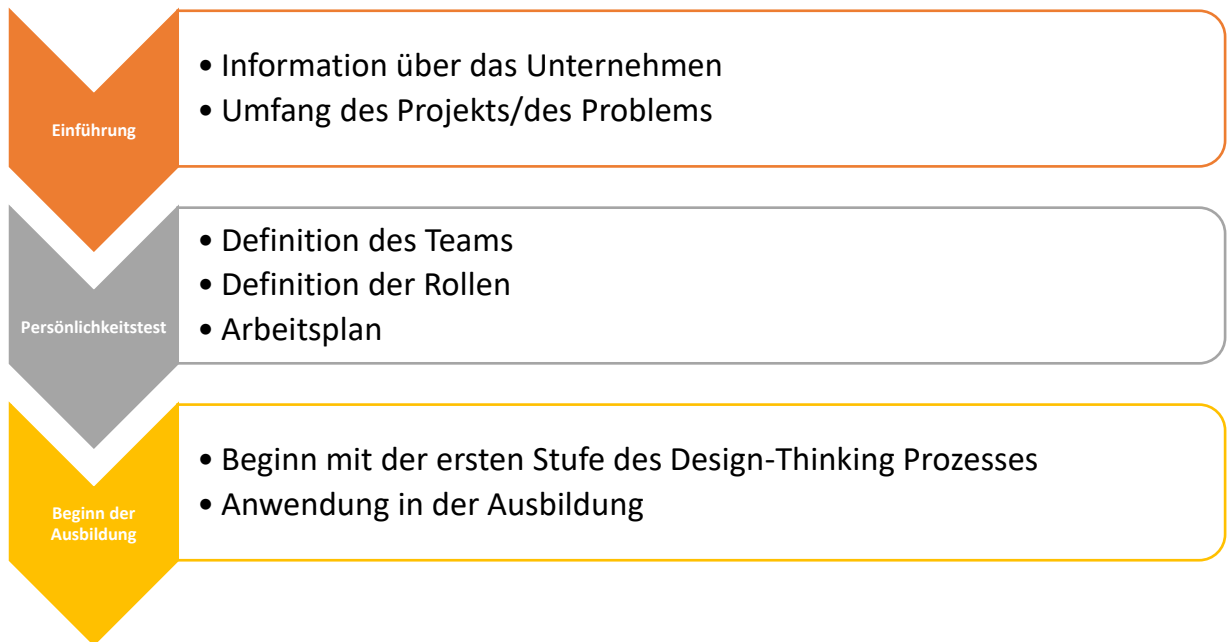 Einführung
• Information über das Unternehmen
• Umfang des Projekts/des Problems
Persönlichkeitstest
• Definition des Teams
• Definition der Rollen
• Arbeitsplan
Beginn der
Ausbildung
• Beginn mit der ersten Stufe des Design-Thinking Prozesses
• Anwendung in der Ausbildung